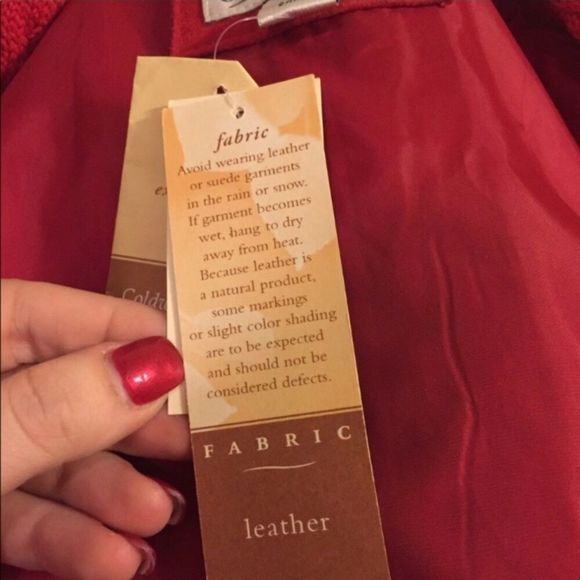 fabric
Avoid wearing leather
or suede garments
in the rain or snow.
If garment becomes
wet, hang to dry
away from heat.
Because leather is
a natural product,
some markings
or slight color shading
are to be expected
and should not be
considered defects.
FABRIC
leather